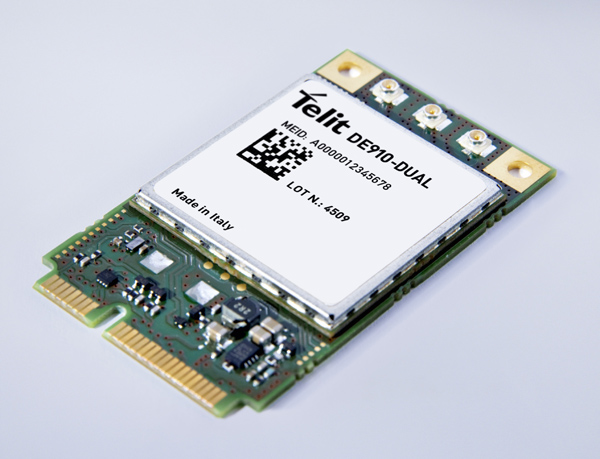 Telit DE910-DUAL
MEID: A0000012345678
LOT N.: 4509
Made in Italy